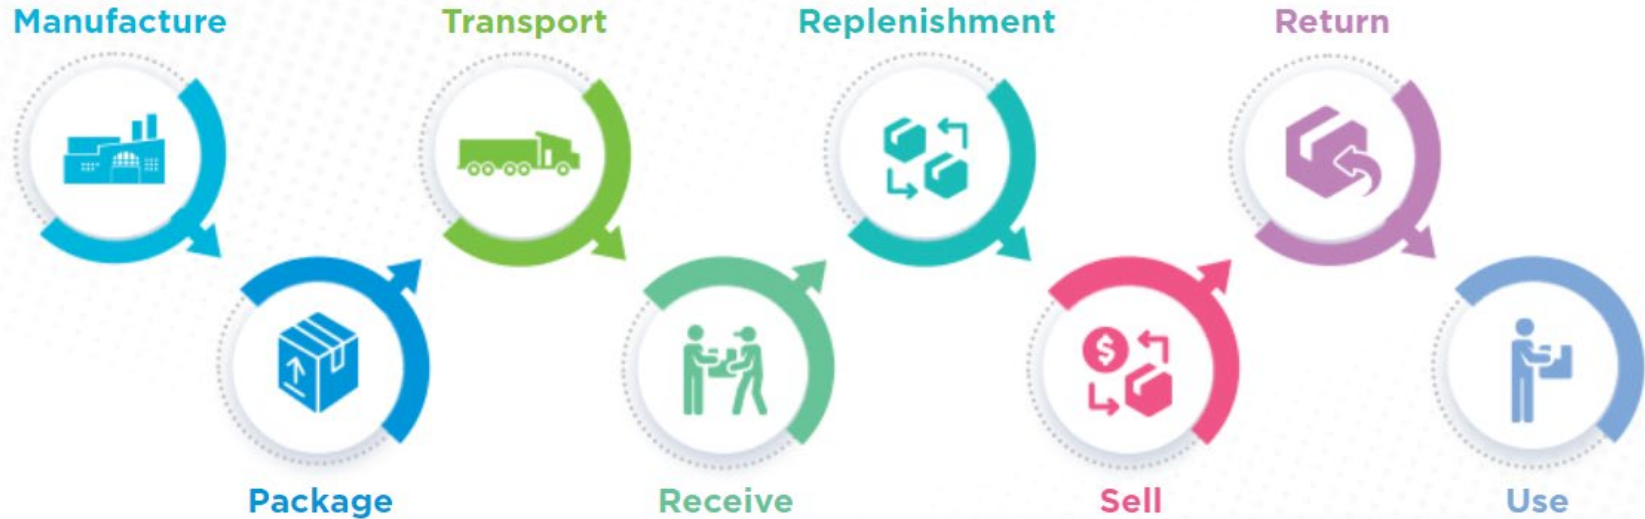 Manufacture
Transport
Replenishment
Return
$
Package
Receive
Sell
Use